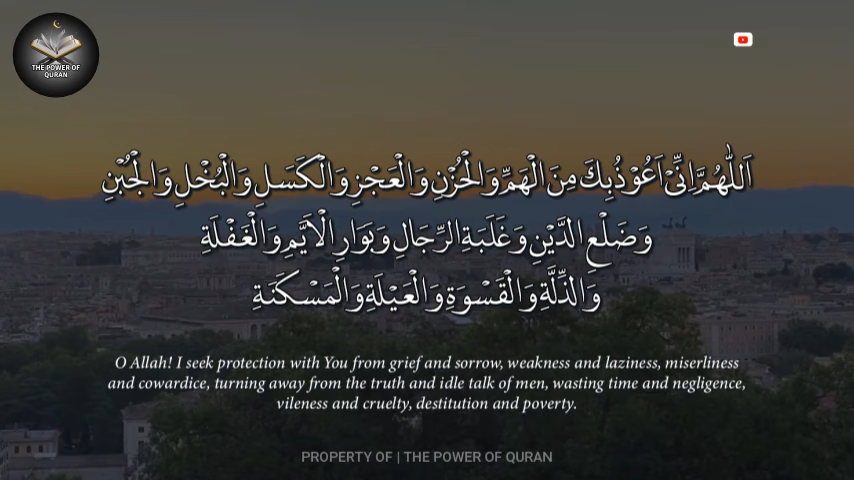 THE POWER OF
QURAN
اَللّٰهُمَّ اِنِّىْ اَعُوْذُ بِكَ مِنَ الْهَمِّ وَالْحُزْنِ وَالْعَجْزِ وَالْكَسَلِ وَالْبُخْلِ وَالْجُبْنِ
وَضَلْعِ الدَّيْنِ وَغَلَبَةِ الرِّجَالِ وَبَوَارِ الْاَيِّمِ وَالْغَفْلَةِ
وَالذِّلَّةِ وَالْقَسْوَةِ وَالْعَيْلَةِ وَالْمَسْكَنَةِ
O Allah! I seek protection with You from grief and sorrow, weakness and laziness, miserliness
and cowardice, turning away from the truth and idle talk of men, wasting time and negligence,
vileness and cruelty, destitution and poverty.
PROPERTY OF | THE POWER OF QURAN